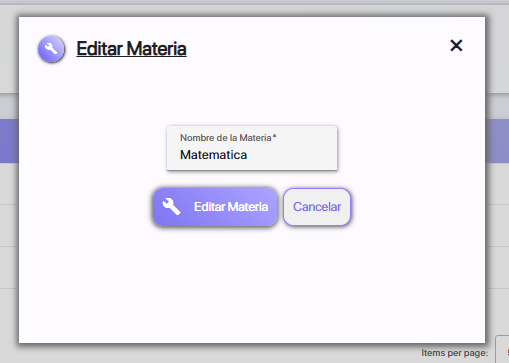 Editar Materia
Nombre de la Materia*
Matematica
Editar Materia Cancelar
Items per page: